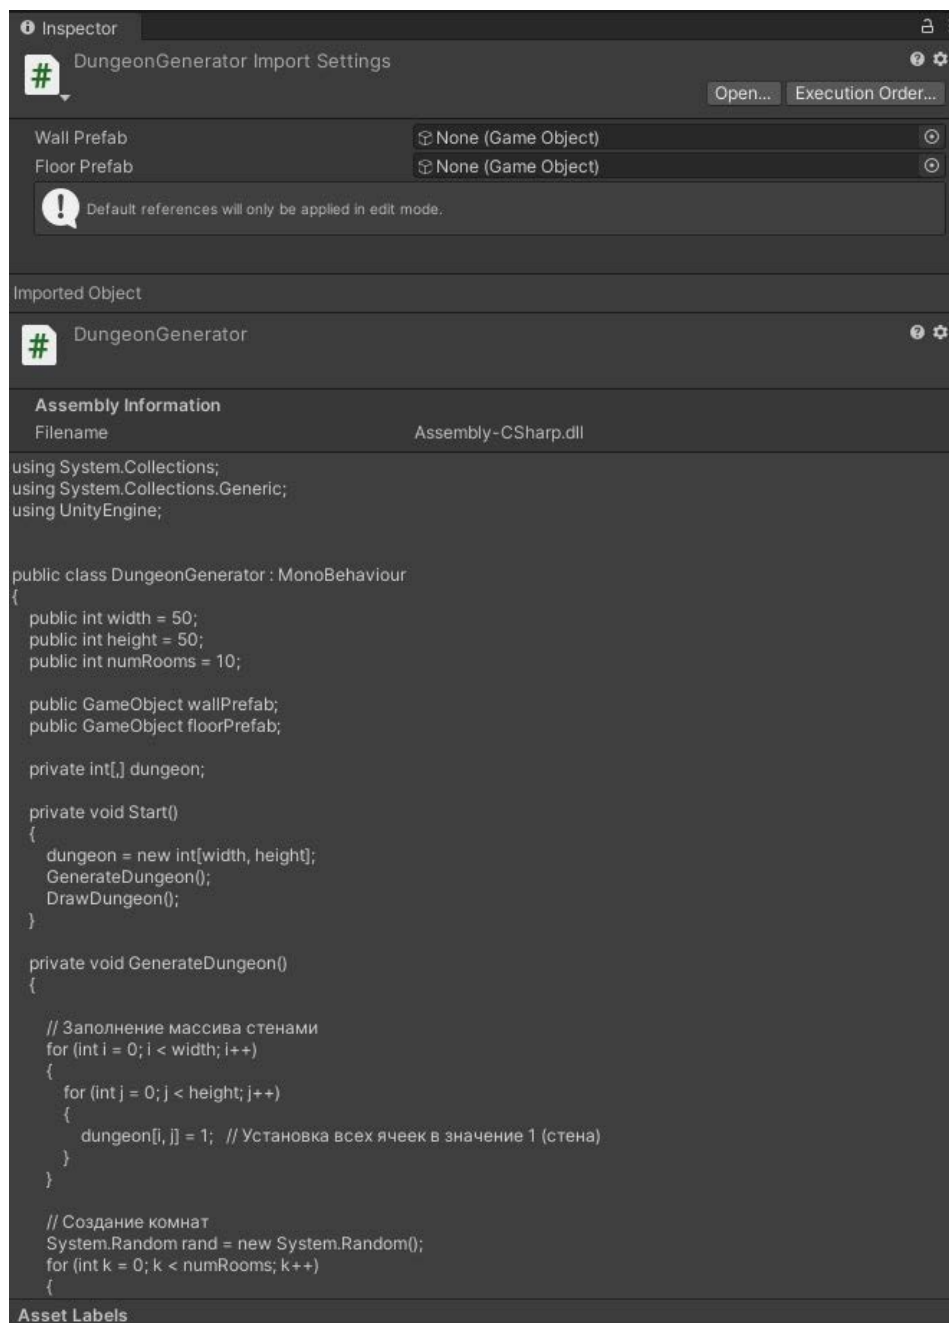 Inspector
DungeonGenerator Import Settings
Open... Execution Order...
Wall Prefab None (Game Object)
Floor Prefab None (Game Object)
Default references will only be applied in edit mode.
Imported Object
DungeonGenerator
Assembly Information
Filename Assembly-CSharp.dll
using System.Collections;
using System.Collections.Generic;
using UnityEngine;
public class DungeonGenerator : MonoBehaviour
{
public int width = 50;
public int height = 50;
public int numRooms = 10;
public GameObject wallPrefab;
public GameObject floorPrefab;
private int[,] dungeon;
private void Start()
{
dungeon = new int[width, height];
GenerateDungeon();
DrawDungeon();
}
private void GenerateDungeon()
{
// Заполнение массива стенами
for (int i = 0; i < width; i++)
{
for (int j = 0; j < height; j++)
{
dungeon[i, j] = 1; // Установка всех ячеек в значение 1 (стена)
}
}
// Создание комнат
System.Random rand = new System.Random();
for (int k = 0; k < numRooms; k++)
{
Asset Labels